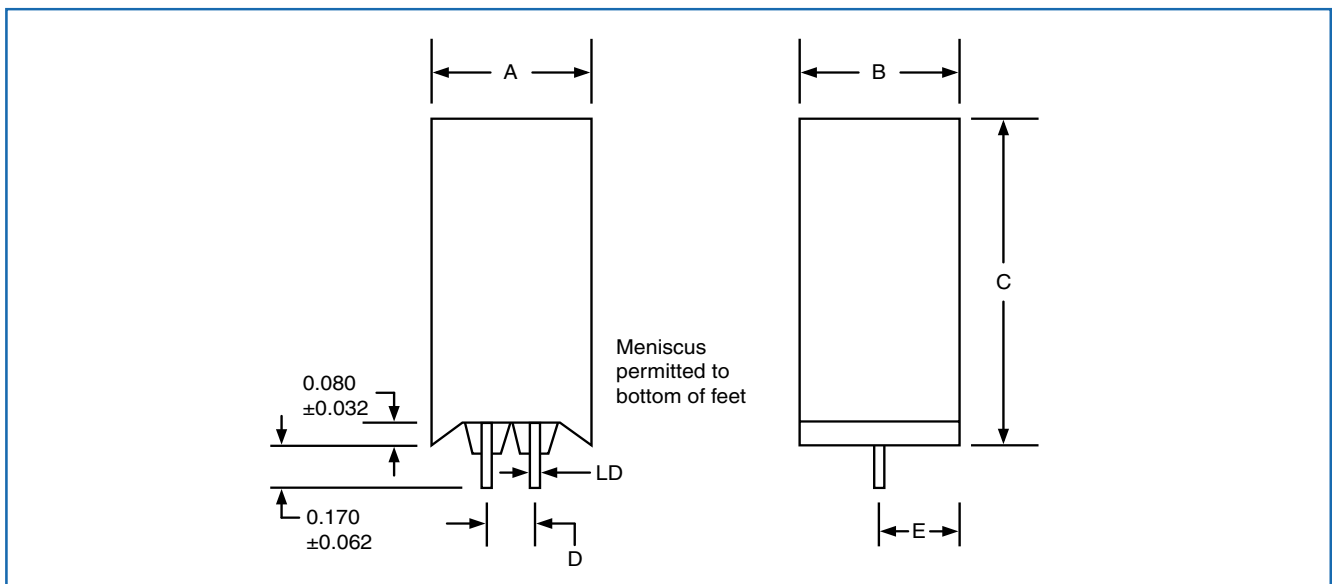 A
B
C
Meniscus
permitted to
bottom of feet
0.080
±0.032
LD
0.170
±0.062
D
E